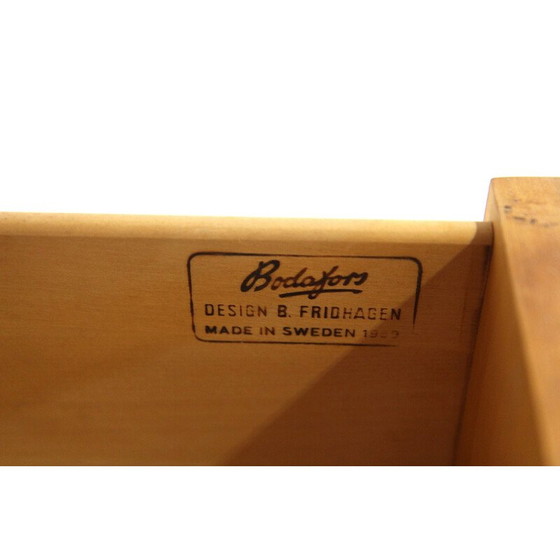 Bodafors
DESIGN B. FRIDHAGEN
MADE IN SWEDEN